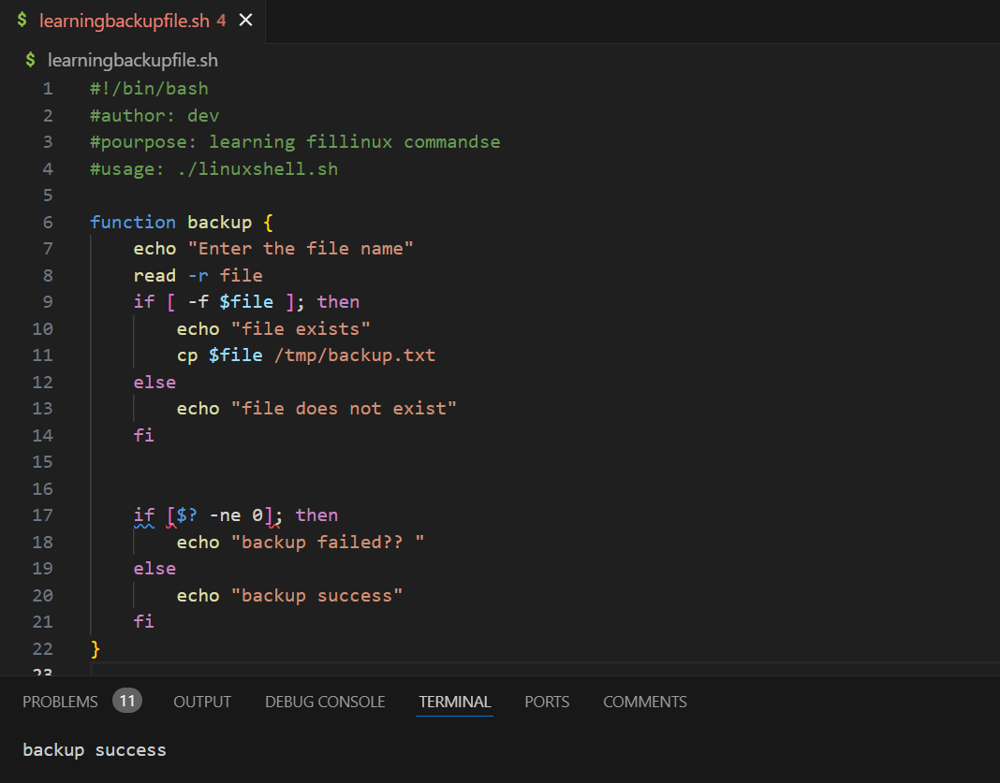 $ learningbackupfile.sh 4 ×
$ learningbackupfile.sh
1 #!/bin/bash
2 #author: dev
3 #pourpose: learning fillinux commandse
4 #usage: ./linuxshell.sh
5
6 function backup {
7     echo "Enter the file name"
8     read -r file
9     if [ -f $file ]; then
10         echo "file exists"
11         cp $file /tmp/backup.txt
12     else
13         echo "file does not exist"
14     fi
15
16
17     if [$? -ne 0]; then
18         echo "backup failed?? "
19     else
20         echo "backup success"
21     fi
22 }
23
PROBLEMS 11 OUTPUT DEBUG CONSOLE TERMINAL PORTS COMMENTS
backup success